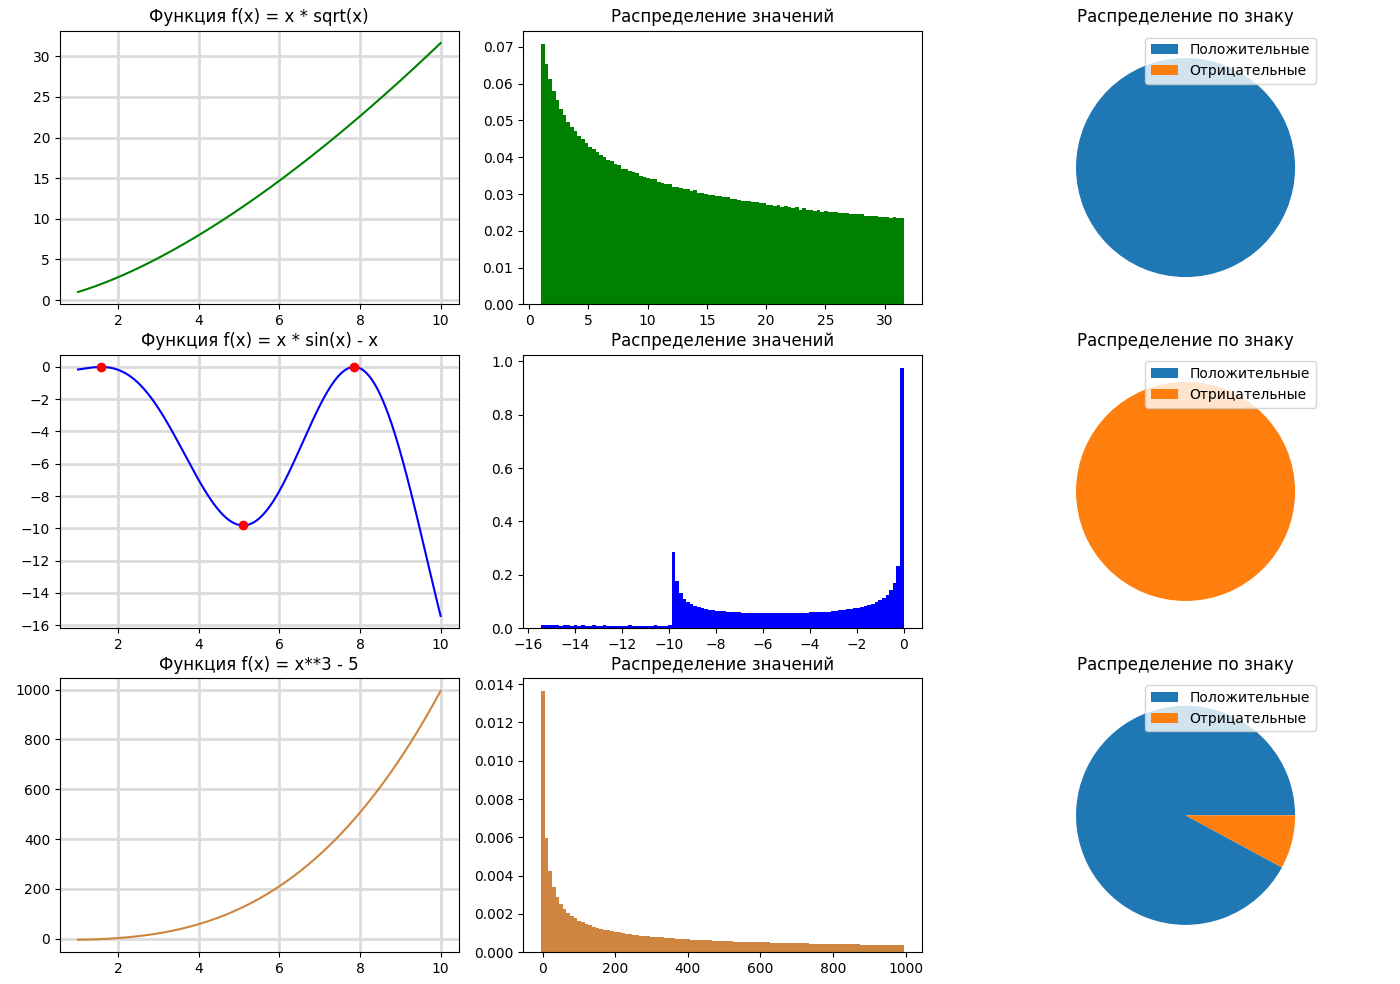 Функция f(x) = x * sqrt(x)
30
25
20
15
10
5
0
2 4 6 8 10
Распределение значений
0.07
0.06
0.05
0.04
0.03
0.02
0.01
0.00
0 5 10 15 20 25 30
Распределение по знаку
Положительные
Отрицательные
Функция f(x) = x * sin(x) - x
0
−2
−4
−6
−8
−10
−12
−14
−16
2 4 6 8 10
Распределение значений
1.0
0.8
0.6
0.4
0.2
0.0
−16 −14 −12 −10 −8 −6 −4 −2 0
Распределение по знаку
Положительные
Отрицательные
Функция f(x) = x**3 - 5
1000
800
600
400
200
0
2 4 6 8 10
Распределение значений
0.014
0.012
0.010
0.008
0.006
0.004
0.002
0.000
0 200 400 600 800 1000
Распределение по знаку
Положительные
Отрицательные